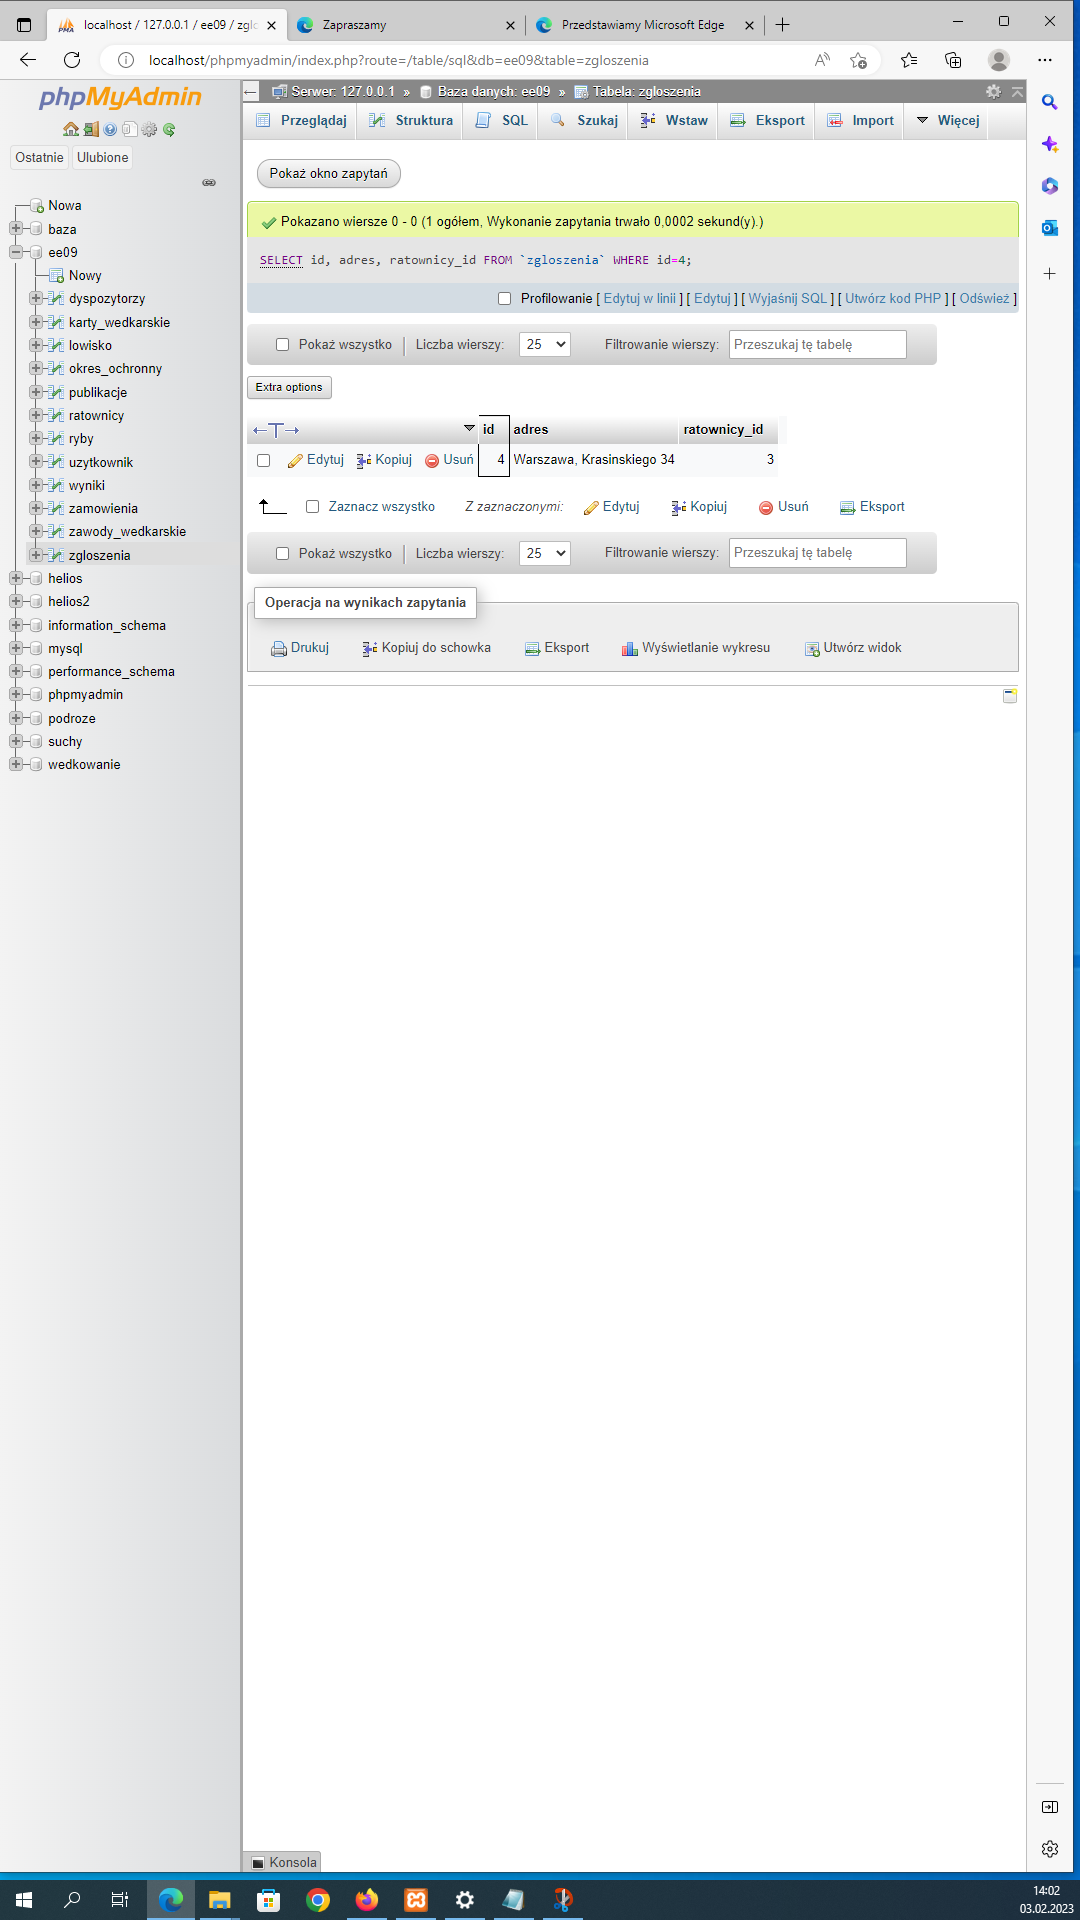 localhost / 127.0.0.1 / ee09 / zglo
Zapraszamy
Przedstawiamy Microsoft Edge
localhost/phpmyadmin/index.php?route=/table/sql&db=ee09&table=zgloszenia
phpMyAdmin
Ostatnie
Ulubione
Nowa
baza
ee09
Nowy
dyspozytorzy
karty_wedkarskie
lowisko
okres_ochronny
publikacje
ratownicy
ryby
uzytkownik
wyniki
zamowienia
zawody_wedkarskie
zgloszenia
helios
helios2
information_schema
mysql
performance_schema
phpmyadmin
podroze
suchy
wedkowanie
Serwer: 127.0.0.1 » Baza danych: ee09 » Tabela: zgloszenia
Przeglądaj
Struktura
SQL
Szukaj
Wstaw
Eksport
Import
Więcej
Pokaż okno zapytań
Pokazano wiersze 0 - 0 (1 ogółem, Wykonanie zapytania trwało 0,0002 sekund(y).)
SELECT id, adres, ratownicy_id FROM `zgloszenia` WHERE id=4;
Profilowanie [ Edytuj w linii ] [ Edytuj ] [ Wyjaśnij SQL ] [ Utwórz kod PHP ] [ Odśwież ]
Pokaż wszystko
Liczba wierszy:
25
Filtrowanie wierszy:
Przeszukaj tę tabelę
Extra options
id
adres
ratownicy_id
Edytuj
Kopiuj
Usuń
4
Warszawa, Krasinskiego 34
3
Zaznacz wszystko
Z zaznaczonymi:
Edytuj
Kopiuj
Usuń
Eksport
Pokaż wszystko
Liczba wierszy:
25
Filtrowanie wierszy:
Przeszukaj tę tabelę
Operacja na wynikach zapytania
Drukuj
Kopiuj do schowka
Eksport
Wyświetlanie wykresu
Utwórz widok
Konsola
14:02
03.02.2023